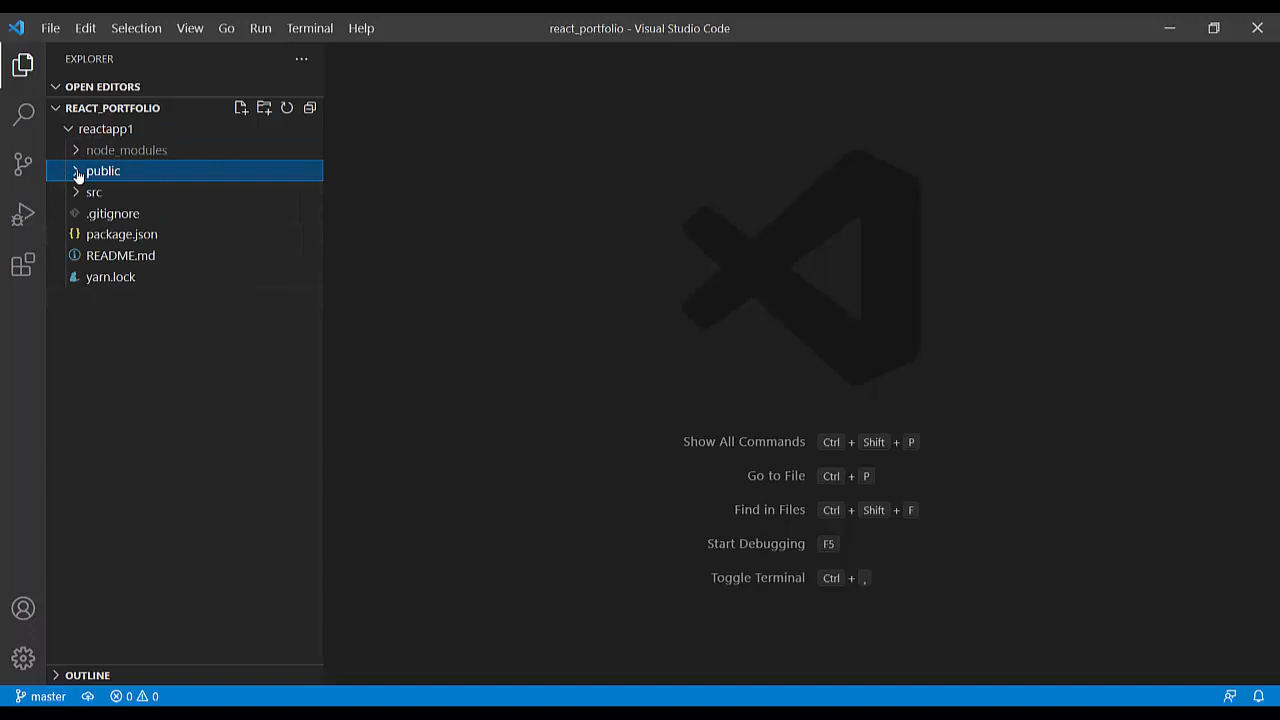 File Edit Selection View Go Run Terminal Help react_portfolio - Visual Studio Code
EXPLORER
OPEN EDITORS
REACT_PORTFOLIO
reactapp1
node_modules
public
src
.gitignore
{} package.json
README.md
yarn.lock
Show All Commands Ctrl + Shift + P
Go to File Ctrl + P
Find in Files Ctrl + Shift + F
Start Debugging F5
Toggle Terminal Ctrl + ,
OUTLINE
master 0 0